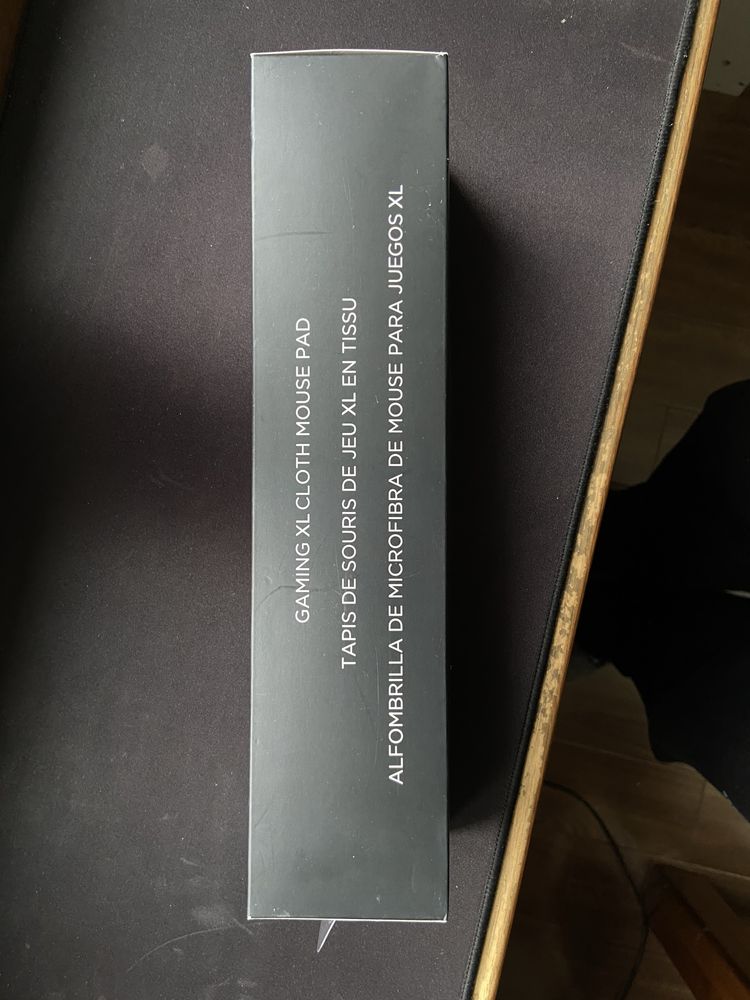 GAMING XL CLOTH MOUSE PAD
TAPIS DE SOURIS DE JEU XL EN TISSU
ALFOMBRILLA DE MICROFIBRA DE MOUSE PARA JUEGOS XL